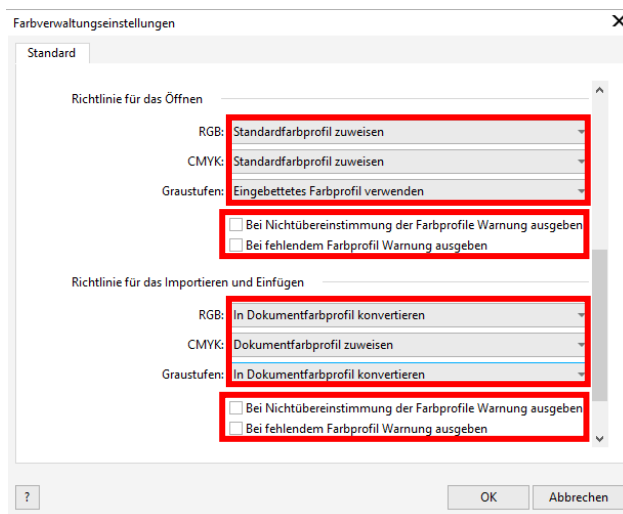 Farbverwaltungseinstellungen X
Standard
Richtlinie für das Öffnen
RGB: Standardfarbprofil zuweisen
CMYK: Standardfarbprofil zuweisen
Graustufen: Eingebettetes Farbprofil verwenden
Bei Nichtübereinstimmung der Farbprofile Warnung ausgeben
Bei fehlendem Farbprofil Warnung ausgeben
Richtlinie für das Importieren und Einfügen
RGB: In Dokumentfarbprofil konvertieren
CMYK: Dokumentfarbprofil zuweisen
Graustufen: In Dokumentfarbprofil konvertieren
Bei Nichtübereinstimmung der Farbprofile Warnung ausgeben
Bei fehlendem Farbprofil Warnung ausgeben
? OK Abbrechen